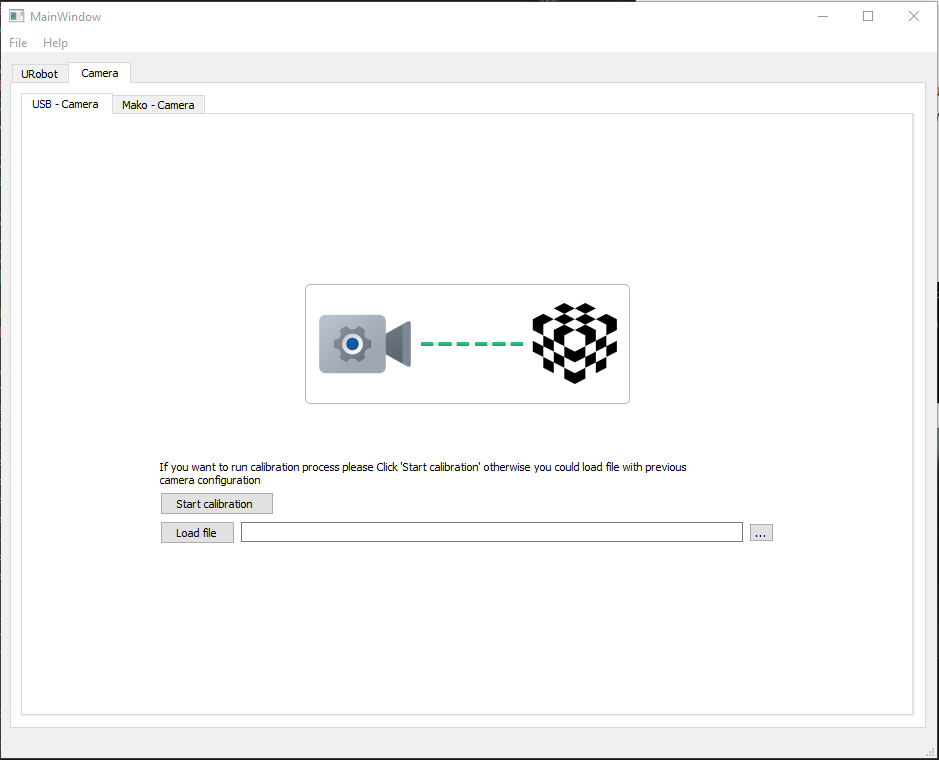 MainWindow
File Help
URobot Camera
USB - Camera Mako - Camera
If you want to run calibration process please Click 'Start calibration' otherwise you could load file with previous
camera configuration
Start calibration
Load file ...